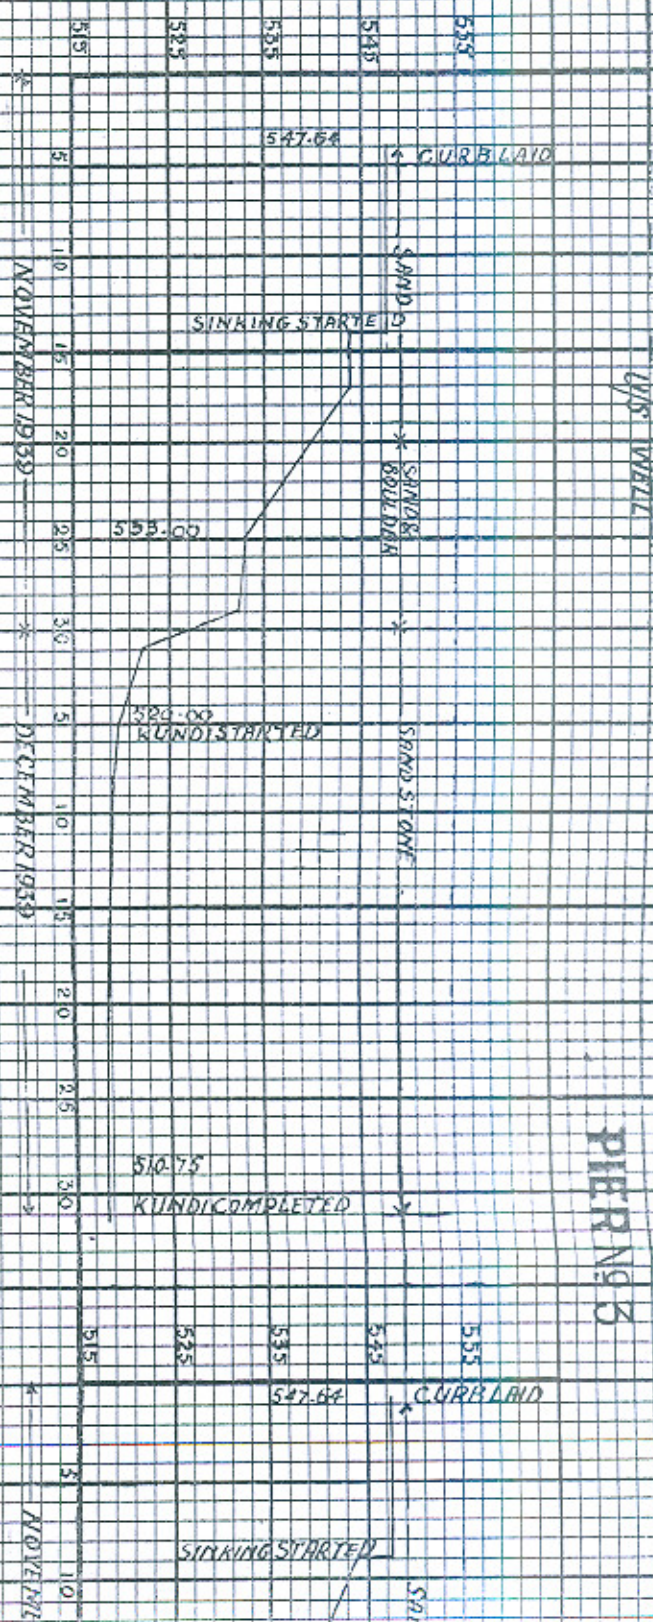 U/S WELL
PIER Nº 3
555
545
535
525
515
547.64
CURB LAID
SAND
SINKING STARTED
SAND &
BOULDAR
533.00
520.00
KUNDI STARTED
SAND STONE
510.75
KUNDI COMPLETED
5
10
15
20
25
30
5
10
15
20
25
30
NOVEMBER 1939
DECEMBER 1939
555
545
535
525
515
547.64
CURB LAID
SINKING STARTED
5
10